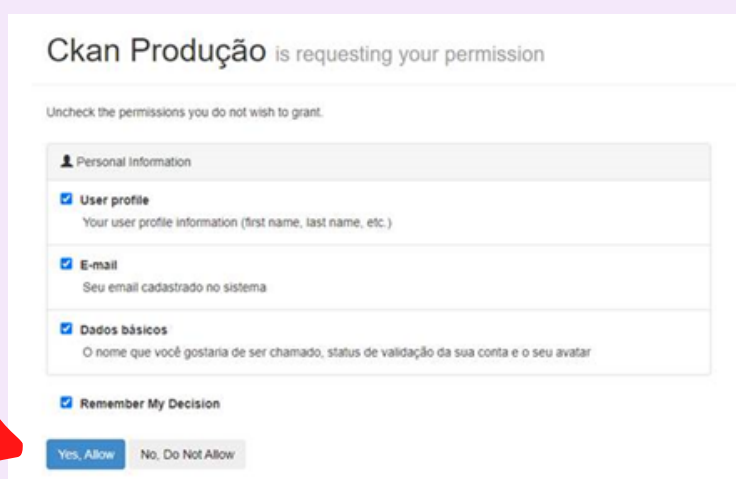 Ckan Produção is requesting your permission
Uncheck the permissions you do not wish to grant.
Personal Information
User profile
Your user profile information (first name, last name, etc.)
E-mail
Seu email cadastrado no sistema
Dados básicos
O nome que você gostaria de ser chamado, status de validação da sua conta e o seu avatar
Remember My Decision
Yes, Allow No, Do Not Allow